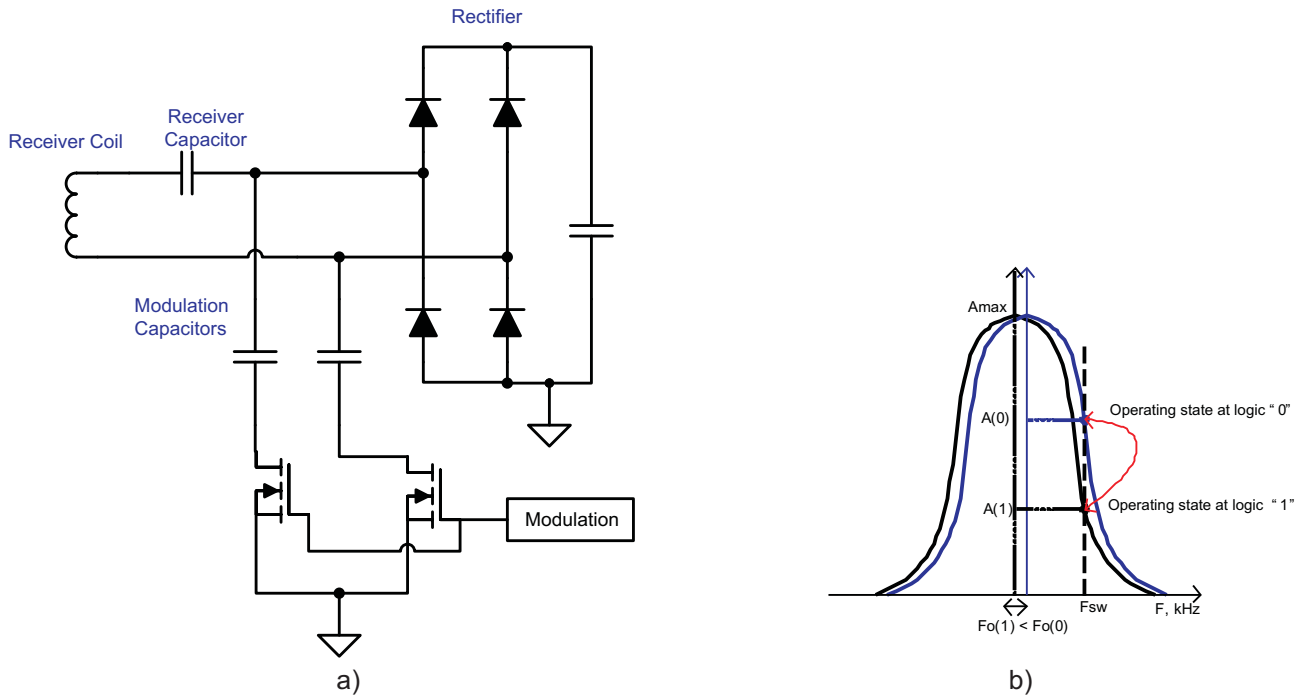 Rectifier
Receiver
Capacitor
Receiver Coil
Modulation
Capacitors
Modulation
a)
Amax
A(0)
Operating state at logic “ 0”
A(1)
Operating state at logic “ 1”
Fsw
F, kHz
Fo(1) < Fo(0)
b)